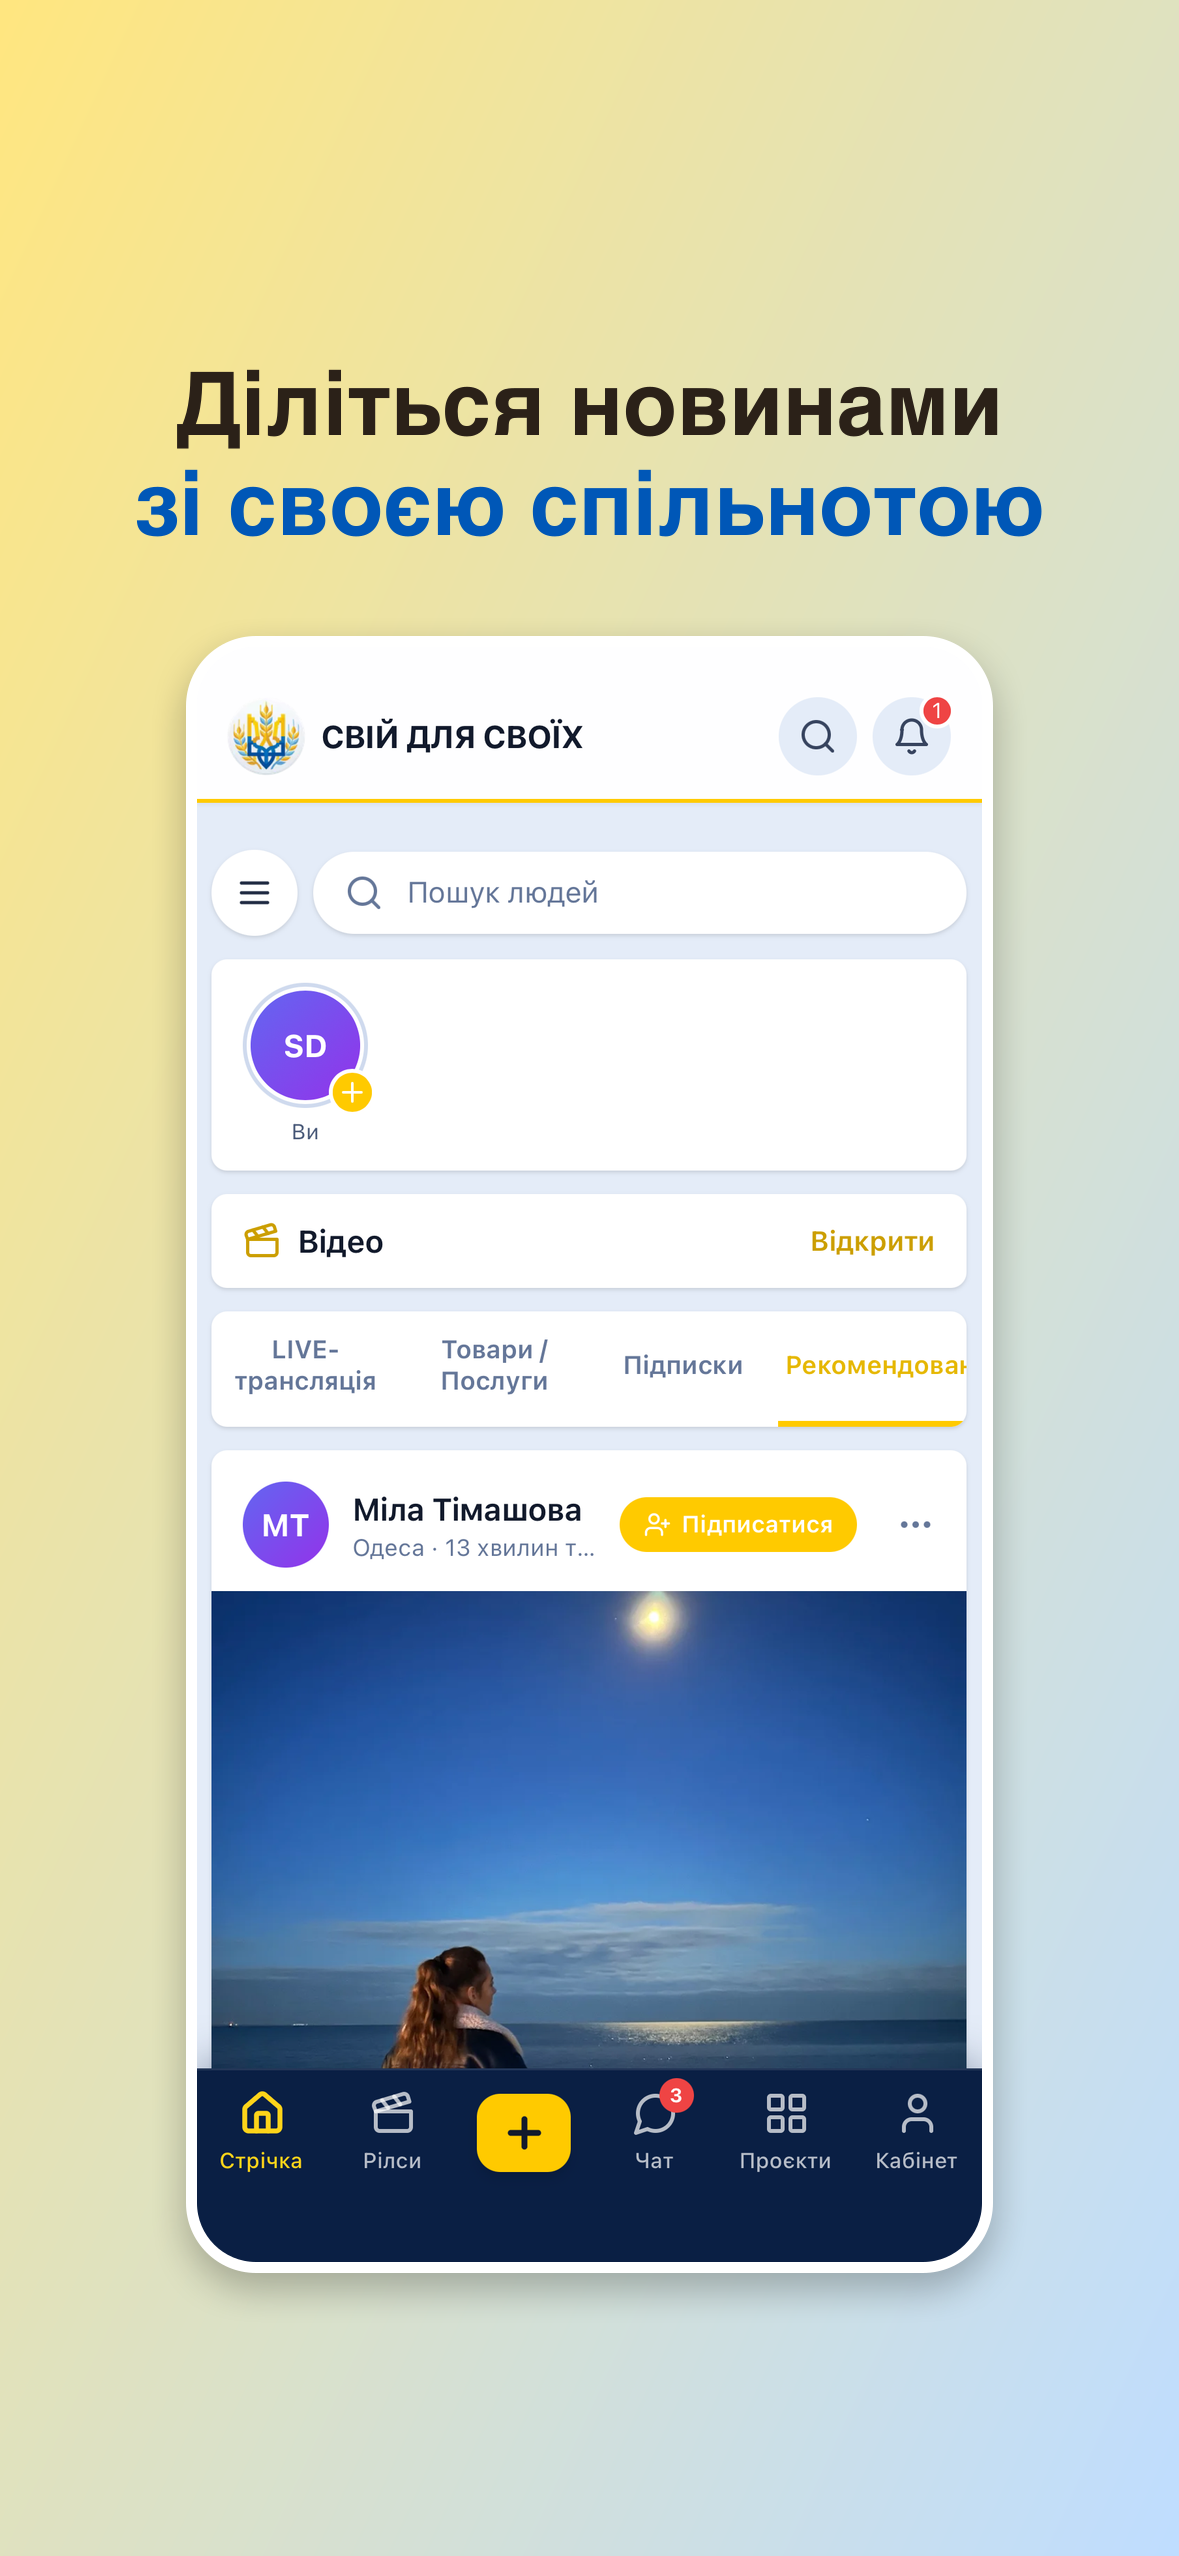 Діліться новинами
зі своєю спільнотою
СВІЙ ДЛЯ СВОЇХ
1
Пошук людей
SD
Ви
Відео
Відкрити
LIVE-
трансляція
Товари /
Послуги
Підписки
Рекомендован
МТ
Міла Тімашова
Одеса · 13 хвилин т...
Підписатися
Стрічка
Рілси
3
Чат
Проєкти
Кабінет